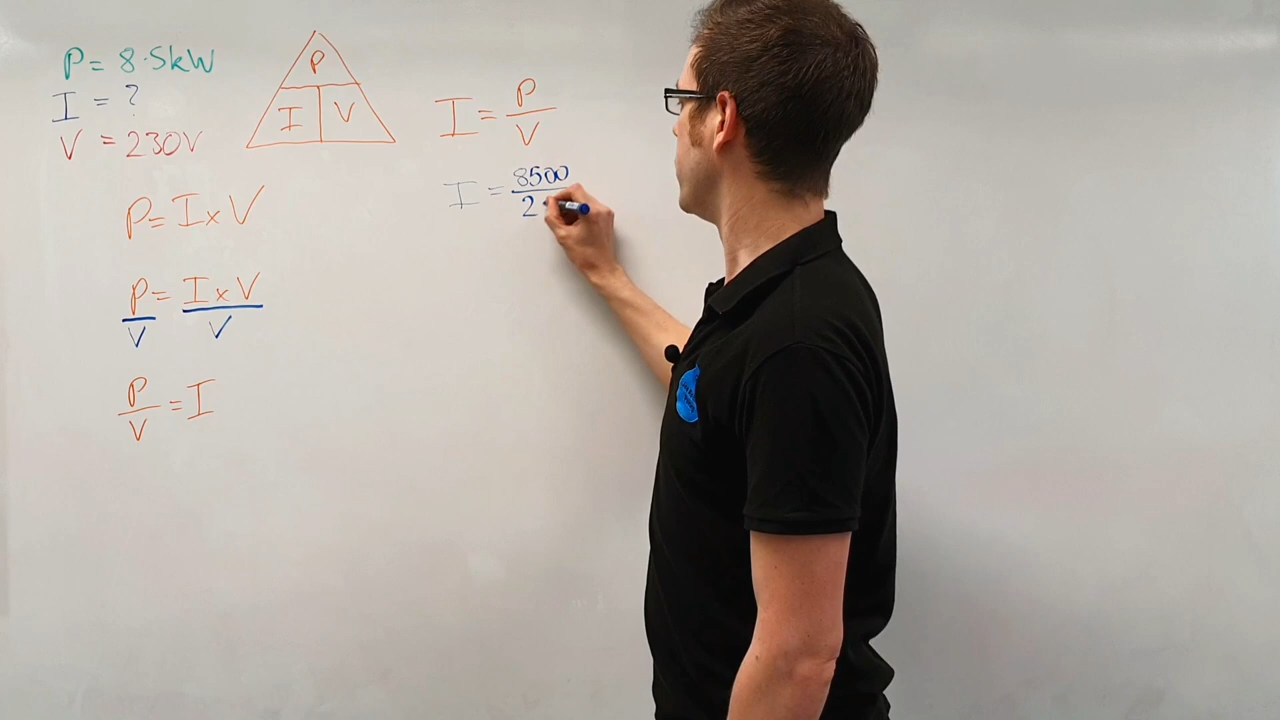 P = 8.5kW
I = ?
V = 230V
P
I V
P = I x V
P = I x V
V V
P
V = I
I = P
V
I = 8500
2